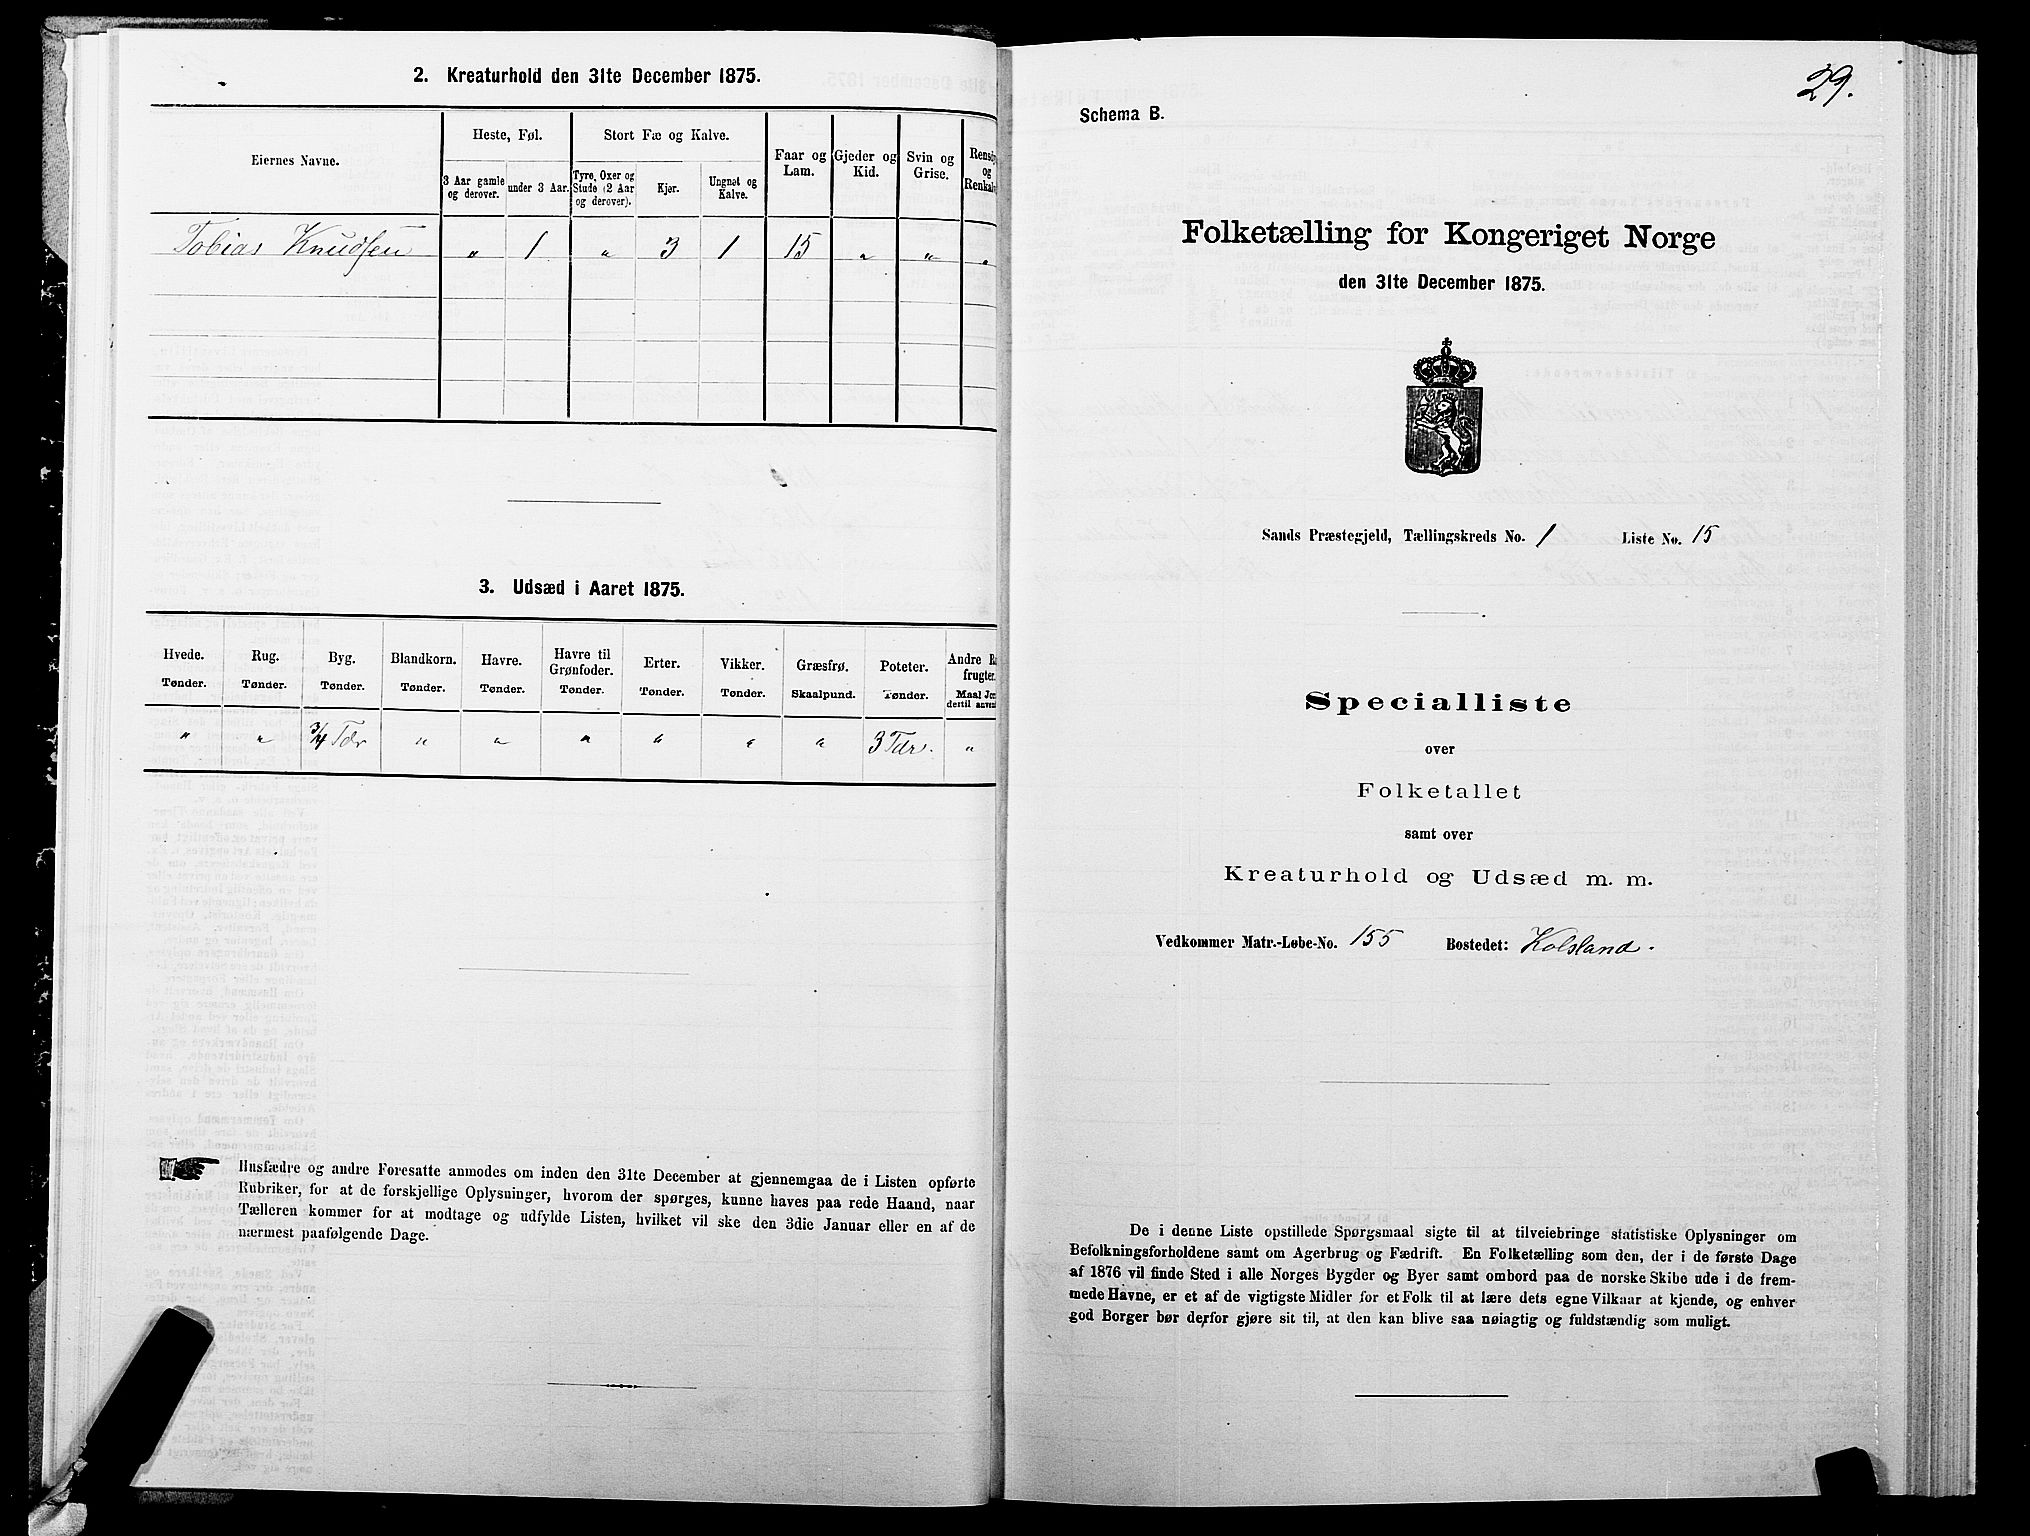 2. Kreaturhold den 31te December 1875.
Eiernes Navne.
Heste, Føl.
Stort Fæ og Kalve.
Faar og Lam.
Gjeder og Kid.
Svin og Grise.
og
3 Aar gamle og derover.
under 3 Aar.
Tyre, Oxer og Stude (2 Aar og derover).
Kjør.
Ungnøt og Kalve.
Tobias Knudsen " 1 " 3 1 15 " " "
3. Udsæd i Aaret 1875.
Hvede. Rug. Byg. Blandkorn. Havre. Havre til Grønfoder. Erter. Vikker. Græsfrø. Poteter. Andre
Tønder. Tønder. Tønder. Tønder. Tønder. Tønder. Tønder. Tønder. Skaalpund. Tønder. Maal
" " 3/4 Tdr " " " " " " 3 Tdr. "
Husfædre og andre Foresatte anmodes om inden den 31te December at gjennemgaa de i Listen opførte
Rubriker, for at de forskjellige Oplysninger, hvorom der spørges, kunne haves paa rede Haand, naar
Tælleren kommer for at modtage og udfylde Listen, hvilket vil ske den 3die Januar eller en af de
nærmest paafølgende Dage.
29.
Schema B.
Folketælling for Kongeriget Norge
den 31te December 1875.
Sands Præstegjeld, Tællingskreds No. 1 Liste No. 15
Specialliste
over
Folketallet
samt over
Kreaturhold og Udsæd m. m.
Vedkommer Matr.-Løbe-No. 155 Bostedet: Kolsland.
De i denne Liste opstillede Spørgsmaal sigte til at tilveiebringe statistiske Oplysninger om
Befolkningsforholdene samt om Agerbrug og Fædrift. En Folketælling som den, der i de første Dage
af 1876 vil finde Sted i alle Norges Bygder og Byer samt ombord paa de norske Skibe ude i de frem-
mede Havne, er et af de vigtigste Midler for et Folk til at lære dets egne Vilkaar at kjende, og enhver
god Borger bør derfor gjøre sit til, at den kan blive saa nøiagtig og fuldstændig som muligt.